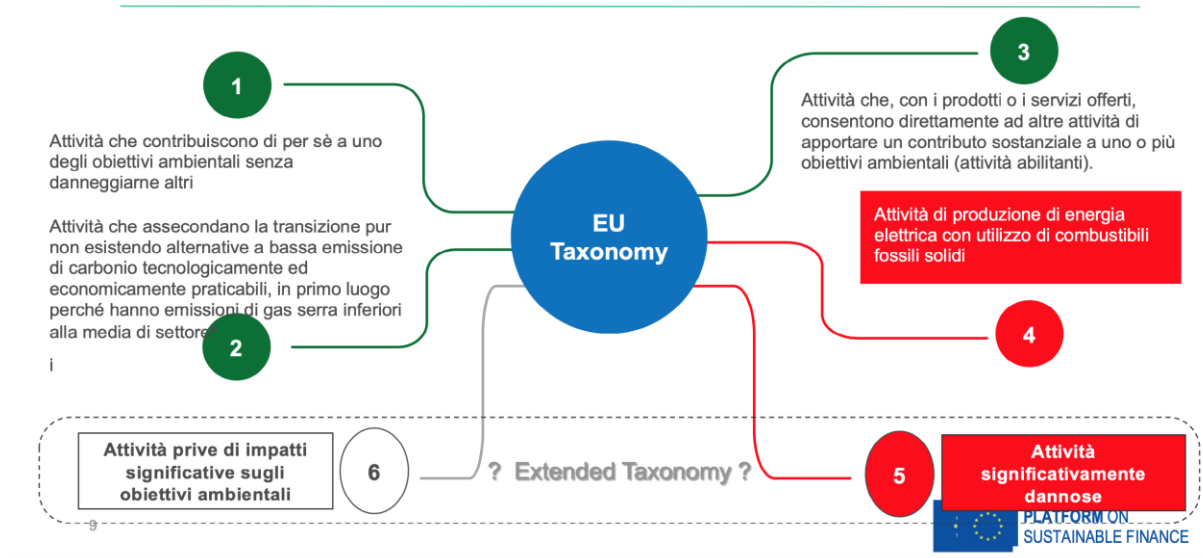 1
Attività che contribuiscono di per sè a uno
degli obiettivi ambientali senza
danneggiarne altri
Attività che assecondano la transizione pur
non esistendo alternative a bassa emissione
di carbonio tecnologicamente ed
economicamente praticabili, in primo luogo
perché hanno emissioni di gas serra inferiori
alla media di settore
2
i
EU
Taxonomy
3
Attività che, con i prodotti o i servizi offerti,
consentono direttamente ad altre attività di
apportare un contributo sostanziale a uno o più
obiettivi ambientali (attività abilitanti).
Attività di produzione di energia
elettrica con utilizzo di combustibili
fossili solidi
4
Attività prive di impatti
significative sugli
obiettivi ambientali
6
? Extended Taxonomy ?
5
Attività
significativamente
dannose
9
PLATFORM ON
SUSTAINABLE FINANCE